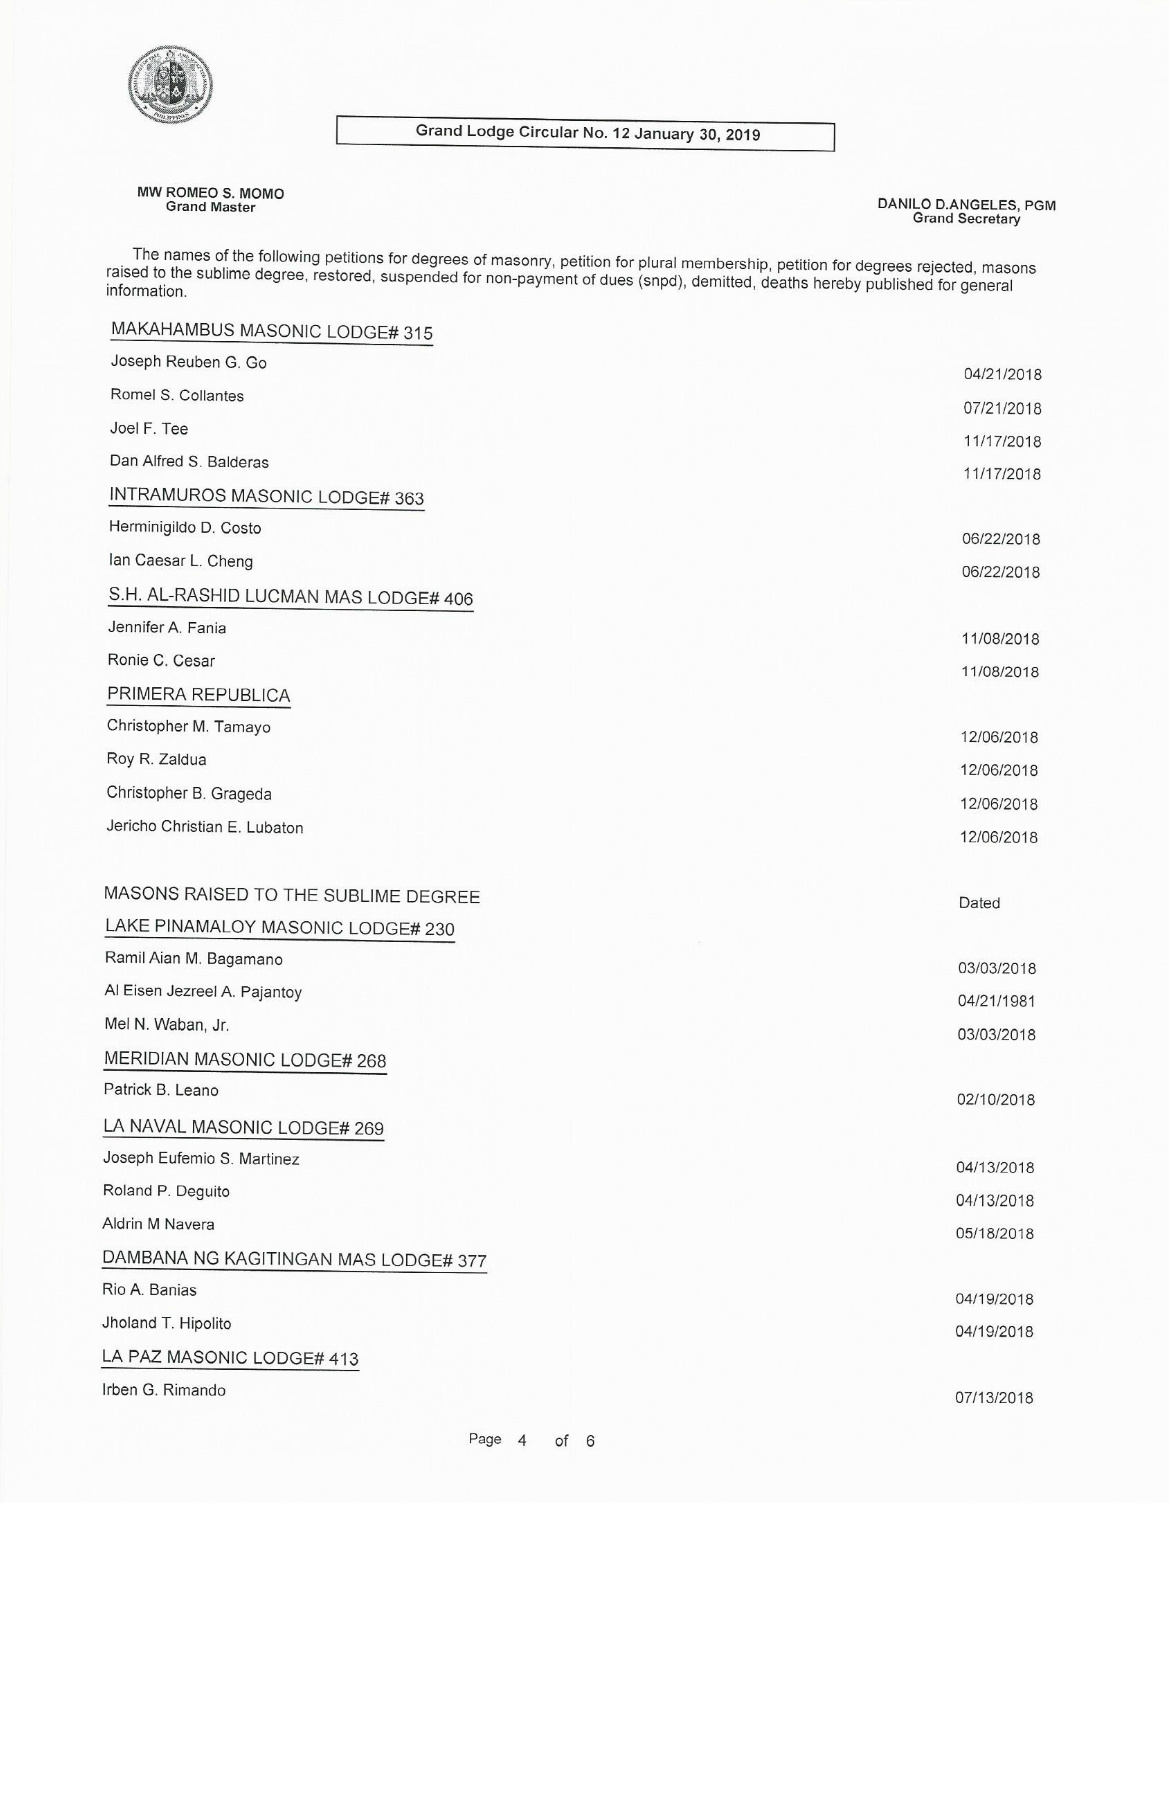 PHILIPPINES
Grand Lodge Circular No. 12 January 30, 2019
MW ROMEO S. MOMO
Grand Master
DANILO D.ANGELES, PGM
Grand Secretary
The names of the following petitions for degrees of masonry, petition for plural membership, petition for degrees rejected, masons
raised to the sublime degree, restored, suspended for non-payment of dues (snpd), demitted, deaths hereby published for general
information.
MAKAHAMBUS MASONIC LODGE# 315
Joseph Reuben G. Go 04/21/2018
Romel S. Collantes 07/21/2018
Joel F. Tee 11/17/2018
Dan Alfred S. Balderas 11/17/2018
INTRAMUROS MASONIC LODGE# 363
Herminigildo D. Costo 06/22/2018
Ian Caesar L. Cheng 06/22/2018
S.H. AL-RASHID LUCMAN MAS LODGE# 406
Jennifer A. Fania 11/08/2018
Ronie C. Cesar 11/08/2018
PRIMERA REPUBLICA
Christopher M. Tamayo 12/06/2018
Roy R. Zaldua 12/06/2018
Christopher B. Grageda 12/06/2018
Jericho Christian E. Lubaton 12/06/2018
MASONS RAISED TO THE SUBLIME DEGREE Dated
LAKE PINAMALOY MASONIC LODGE# 230
Ramil Aian M. Bagamano 03/03/2018
Al Eisen Jezreel A. Pajantoy 04/21/1981
Mel N. Waban, Jr. 03/03/2018
MERIDIAN MASONIC LODGE# 268
Patrick B. Leano 02/10/2018
LA NAVAL MASONIC LODGE# 269
Joseph Eufemio S. Martinez 04/13/2018
Roland P. Deguito 04/13/2018
Aldrin M Navera 05/18/2018
DAMBANA NG KAGITINGAN MAS LODGE# 377
Rio A. Banias 04/19/2018
Jholand T. Hipolito 04/19/2018
LA PAZ MASONIC LODGE# 413
Irben G. Rimando 07/13/2018
Page 4 of 6